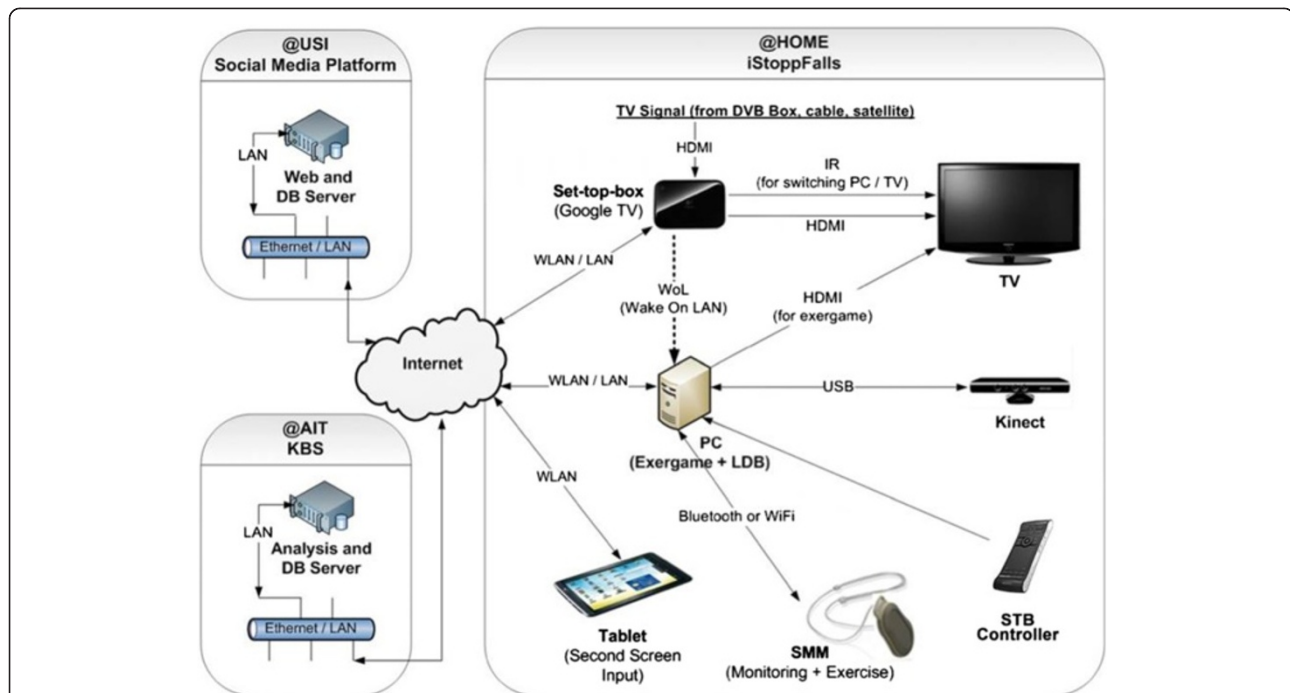 @USI
Social Media Platform
LAN
Web and
DB Server
Ethernet / LAN
@HOME
iStoppFalls
TV Signal (from DVB Box, cable, satellite)
HDMI
Set-top-box
(Google TV)
IR
(for switching PC / TV)
HDMI
TV
WLAN / LAN
WoL
(Wake On LAN)
HDMI
(for exergame)
Internet
WLAN / LAN
PC
(Exergame + LDB)
USB
Kinect
@AIT
KBS
LAN
Analysis and
DB Server
Ethernet / LAN
WLAN
Tablet
(Second Screen
Input)
Bluetooth or WiFi
SMM
(Monitoring + Exercise)
STB
Controller